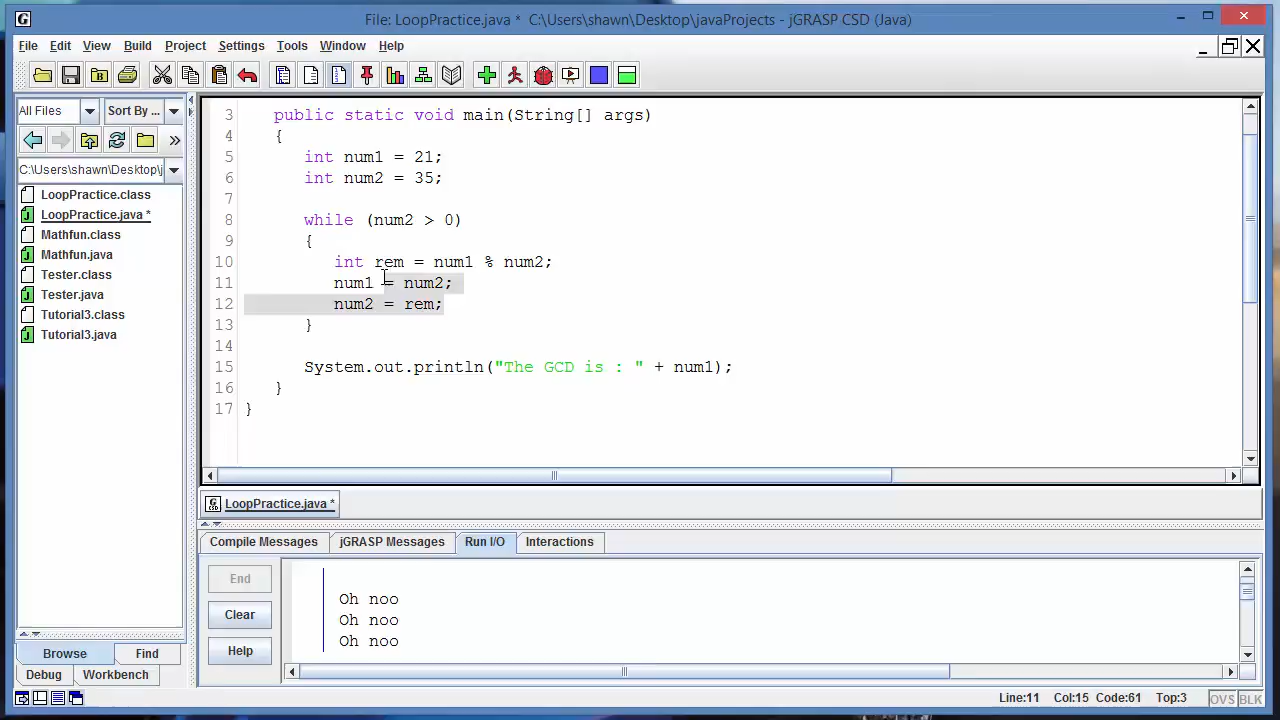 File: LoopPractice.java * C:\Users\shawn\Desktop\javaProjects - jGRASP CSD (Java)
File Edit View Build Project Settings Tools Window Help
All Files Sort By ...
C:\Users\shawn\Desktop\j
LoopPractice.class
LoopPractice.java *
Mathfun.class
Mathfun.java
Tester.class
Tester.java
Tutorial3.class
Tutorial3.java
Browse Find
Debug Workbench
3 public static void main(String[] args)
4 {
5 int num1 = 21;
6 int num2 = 35;
7
8 while (num2 > 0)
9 {
10 int rem = num1 % num2;
11 num1 = num2;
12 num2 = rem;
13 }
14
15 System.out.println("The GCD is : " + num1);
16 }
17 }
LoopPractice.java *
Compile Messages jGRASP Messages Run I/O Interactions
End
Clear
Help
Oh noo
Oh noo
Oh noo
Line:11 Col:15 Code:61 Top:3 OVS BLK